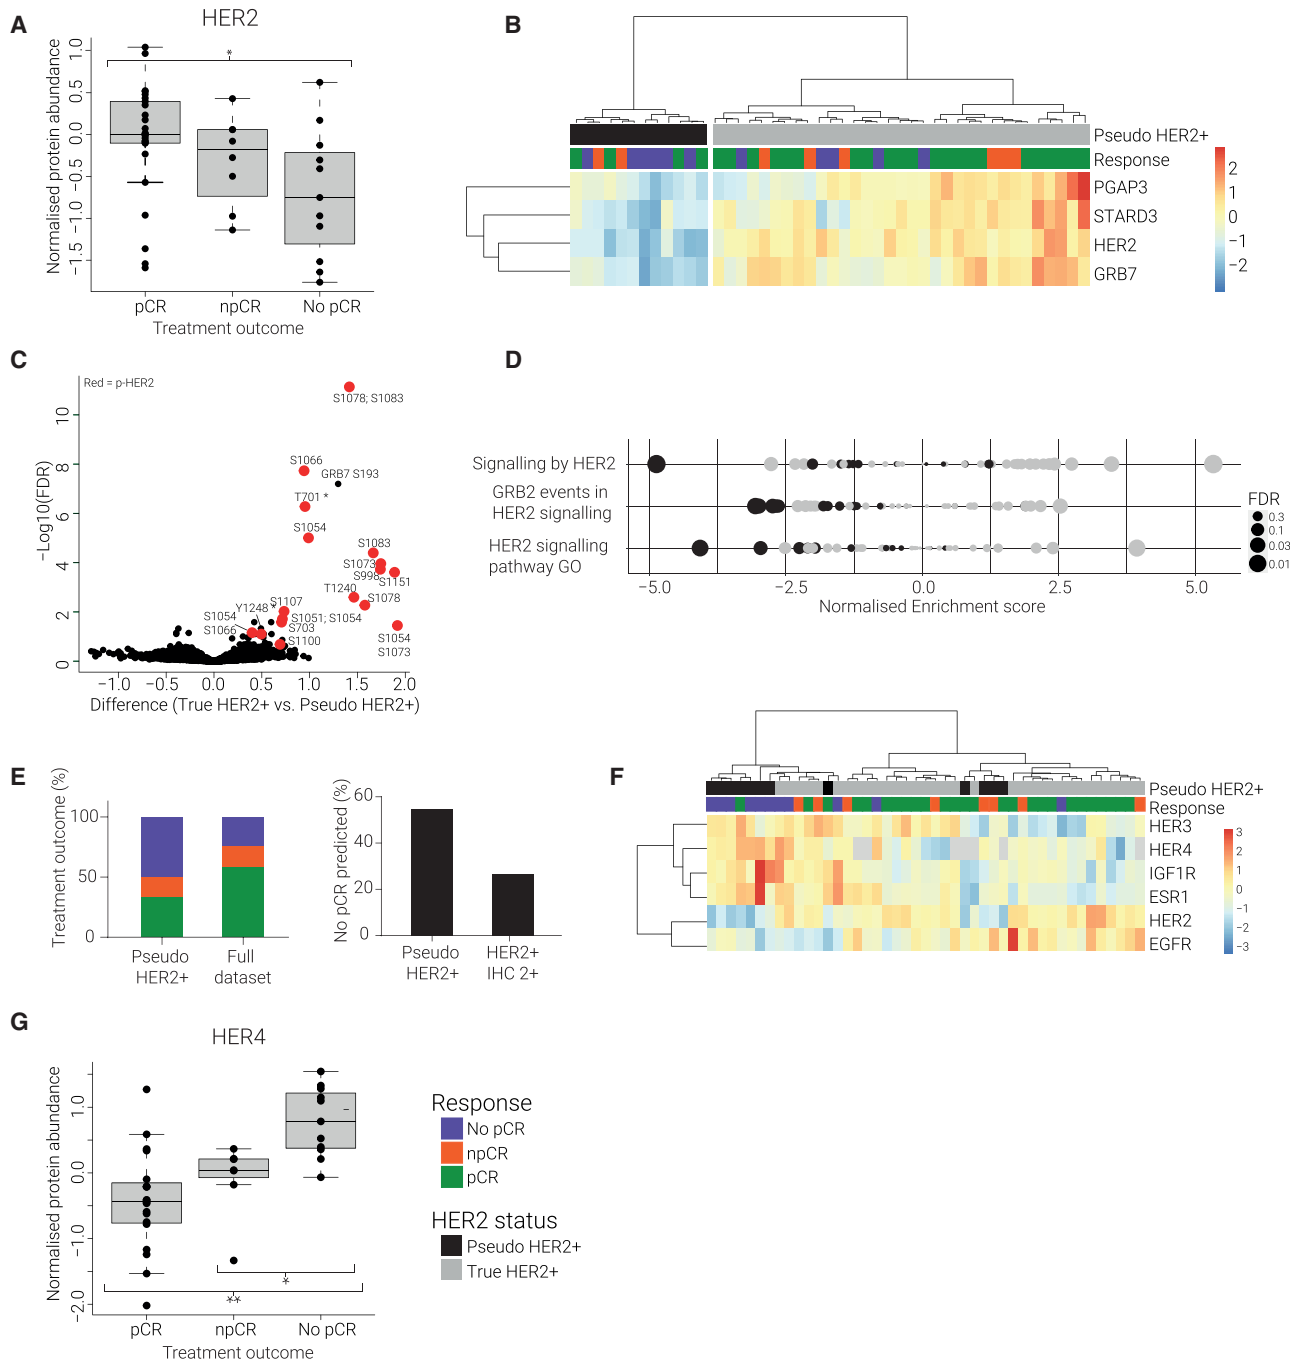 A
HER2
Normalised protein abundance
1.0
0.5
0.0
−0.5
−1.0
−1.5
*
pCR
npCR
No pCR
Treatment outcome
B
Pseudo HER2+
Response
PGAP3
STARD3
HER2
GRB7
2
1
0
−1
−2
C
Red = p-HER2
−Log10(FDR)
10
8
6
4
2
0
S1078; S1083
S1066
GRB7 S193
T701 *
S1054
S1083
S1073
S998
S1151
T1240
S1078
S1107
Y1248 *
S1054
S1051; S1054
S1066
S703
S1100
S1054
S1073
−1.0
−0.5
0.0
0.5
1.0
1.5
2.0
Difference (True HER2+ vs. Pseudo HER2+)
D
Signalling by HER2
GRB2 events in
HER2 signalling
HER2 signalling
pathway GO
−5.0
−2.5
0.0
2.5
5.0
Normalised Enrichment score
FDR
0.3
0.1
0.03
0.01
E
Treatment outcome (%)
100
50
0
Pseudo
HER2+
Full
dataset
No pCR predicted (%)
60
40
20
0
Pseudo
HER2+
HER2+
IHC 2+
F
Pseudo HER2+
Response
HER3
HER4
IGF1R
ESR1
HER2
EGFR
3
2
1
0
−1
−2
−3
G
HER4
Normalised protein abundance
1.0
0.0
−1.0
−2.0
*
**
pCR
npCR
No pCR
Treatment outcome
Response
No pCR
npCR
pCR
HER2 status
Pseudo HER2+
True HER2+